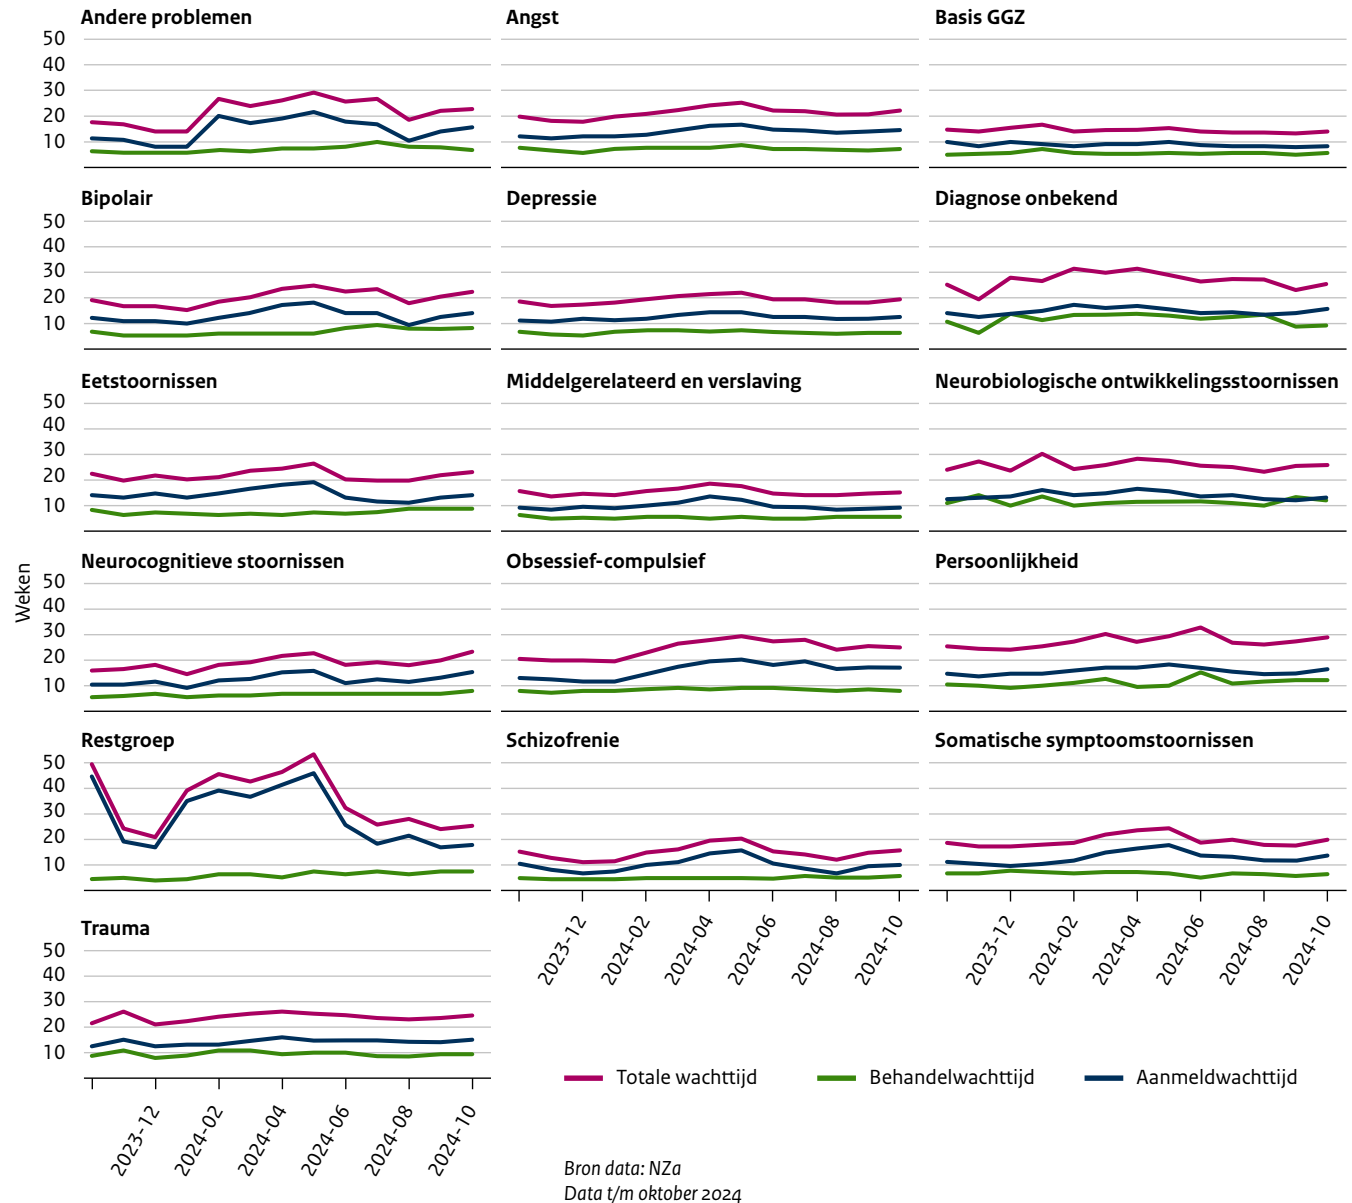 Andere problemen
Angst
Basis GGZ
50
40
30
20
10
Bipolair
Depressie
Diagnose onbekend
50
40
30
20
10
Eetstoornissen
Middelgerelateerd en verslaving
Neurobiologische ontwikkelingsstoornissen
50
40
30
20
10
Neurocognitieve stoornissen
Obsessief-compulsief
Persoonlijkheid
Weken
50
40
30
20
10
Restgroep
Schizofrenie
Somatische symptoomstoornissen
50
40
30
20
10
2023-12
2024-02
2024-04
2024-06
2024-08
2024-10
2023-12
2024-02
2024-04
2024-06
2024-08
2024-10
Trauma
50
40
30
20
10
2023-12
2024-02
2024-04
2024-06
2024-08
2024-10
Totale wachttijd
Behandelwachttijd
Aanmeldwachttijd
Bron data: NZa
Data t/m oktober 2024